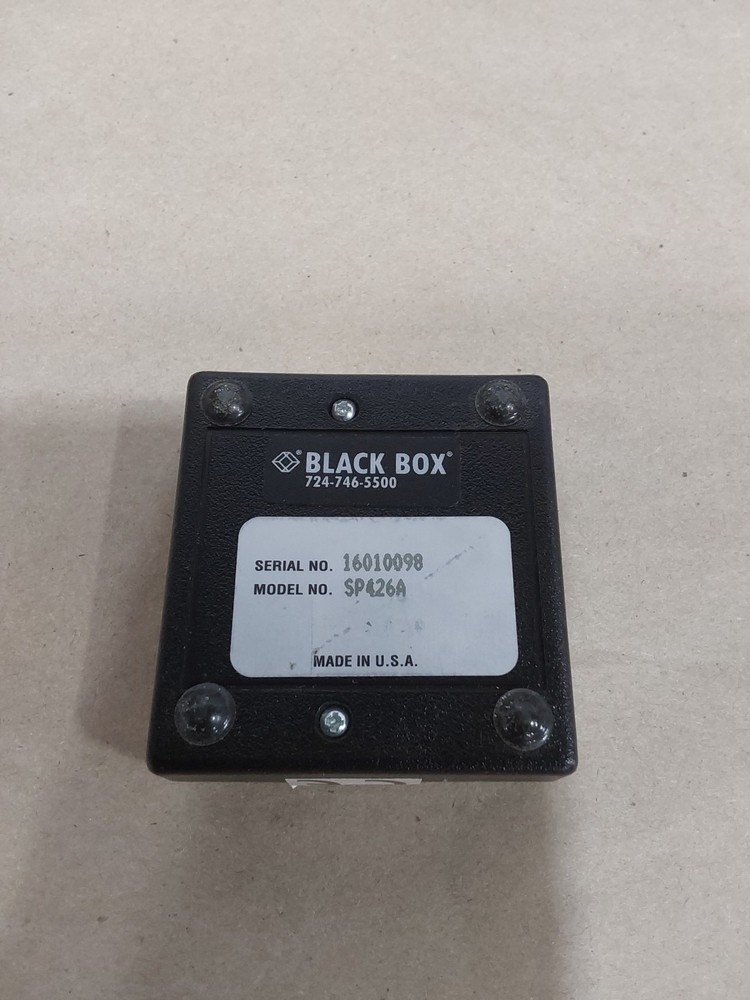 BLACK BOX®
724-746-5500
SERIAL NO. 16010098
MODEL NO. SP426A
MADE IN U.S.A.